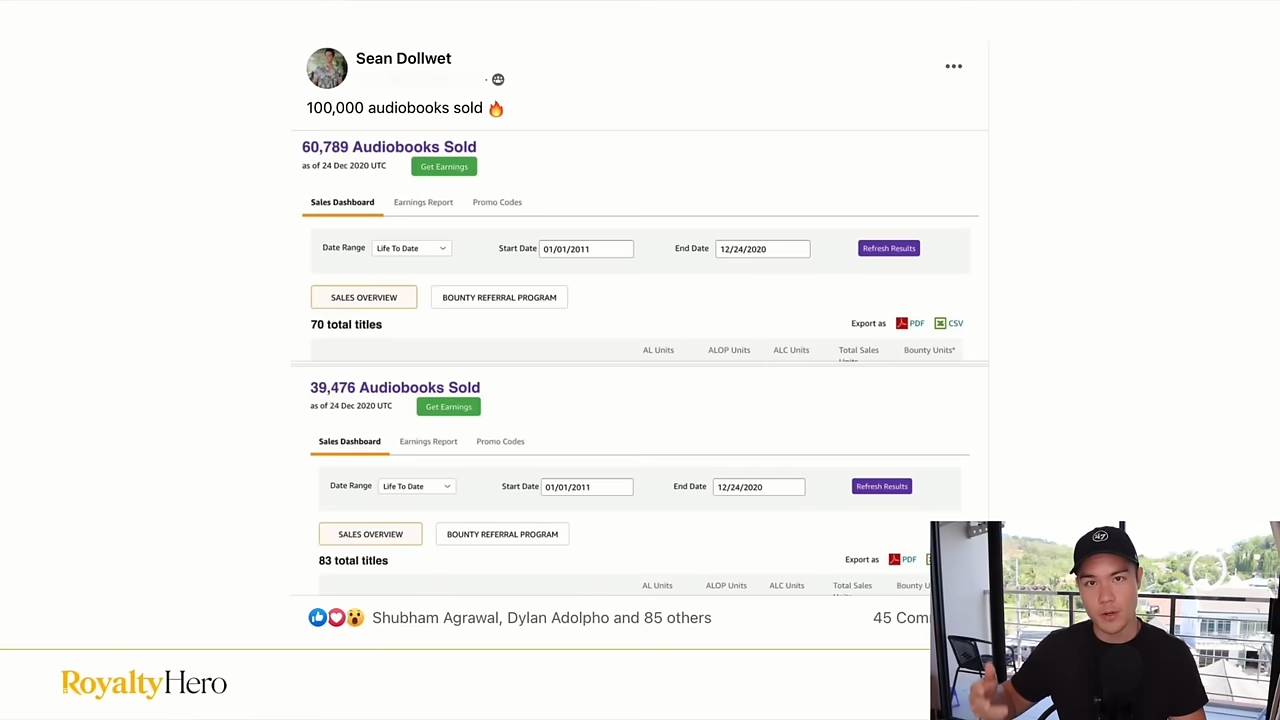 Sean Dollwet
100,000 audiobooks sold 🔥
60,789 Audiobooks Sold
as of 24 Dec 2020 UTC
Get Earnings
Sales Dashboard Earnings Report Promo Codes
Date Range Life To Date Start Date 01/01/2011 End Date 12/24/2020 Refresh Results
SALES OVERVIEW BOUNTY REFERRAL PROGRAM
70 total titles Export as PDF CSV
AL Units ALOP Units ALC Units Total Sales Units Bounty Units*
39,476 Audiobooks Sold
as of 24 Dec 2020 UTC
Get Earnings
Sales Dashboard Earnings Report Promo Codes
Date Range Life To Date Start Date 01/01/2011 End Date 12/24/2020 Refresh Results
SALES OVERVIEW BOUNTY REFERRAL PROGRAM
83 total titles Export as PDF
AL Units ALOP Units ALC Units Total Sales Bounty U
Shubham Agrawal, Dylan Adolpho and 85 others 45 Com
RoyaltyHero
47